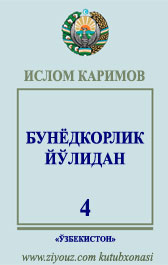 ИСЛОМ КАРИМОВ
БУНЁДКОРЛИК
ЙЎЛИДАН
4
«ЎЗБЕКИСТОН»
www.ziyouz.com kutubxonasi